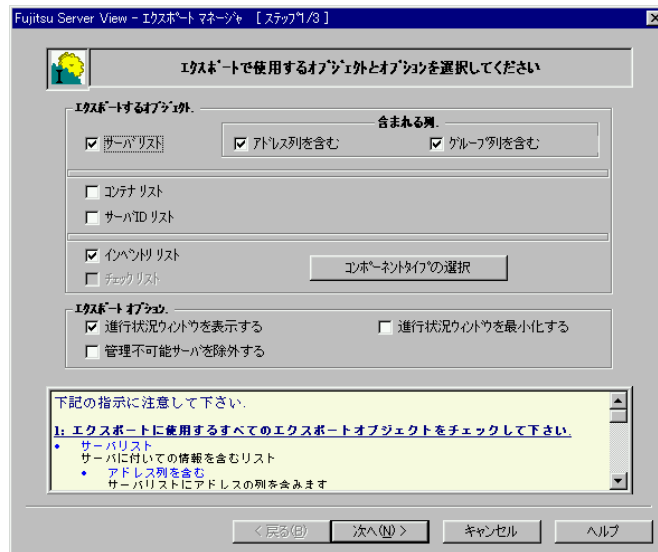 Fujitsu Server View - エクスポート マネージャ [ステップ1/3]
エクスポートで使用するオブジェクトとオプションを選択してください
エクスポートするオブジェクト.
含まれる列.
サーバ リスト
アドレス列を含む
グループ列を含む
コンテナ リスト
サーバID リスト
インベントリ リスト
コンポーネントタイプの選択
チェック リスト
エクスポート オプション.
進行状況ウィンドウを表示する
進行状況ウィンドウを最小化する
管理不可能サーバを除外する
下記の指示に注意して下さい.
1: エクスポートに使用するすべてのエクスポートオブジェクトをチェックして下さい.
• サーバリスト
サーバに付いての情報を含むリスト
• アドレス列を含む
サーバリストにアドレスの列を含みます
< 戻る(B)
次へ(N) >
キャンセル
ヘルプ